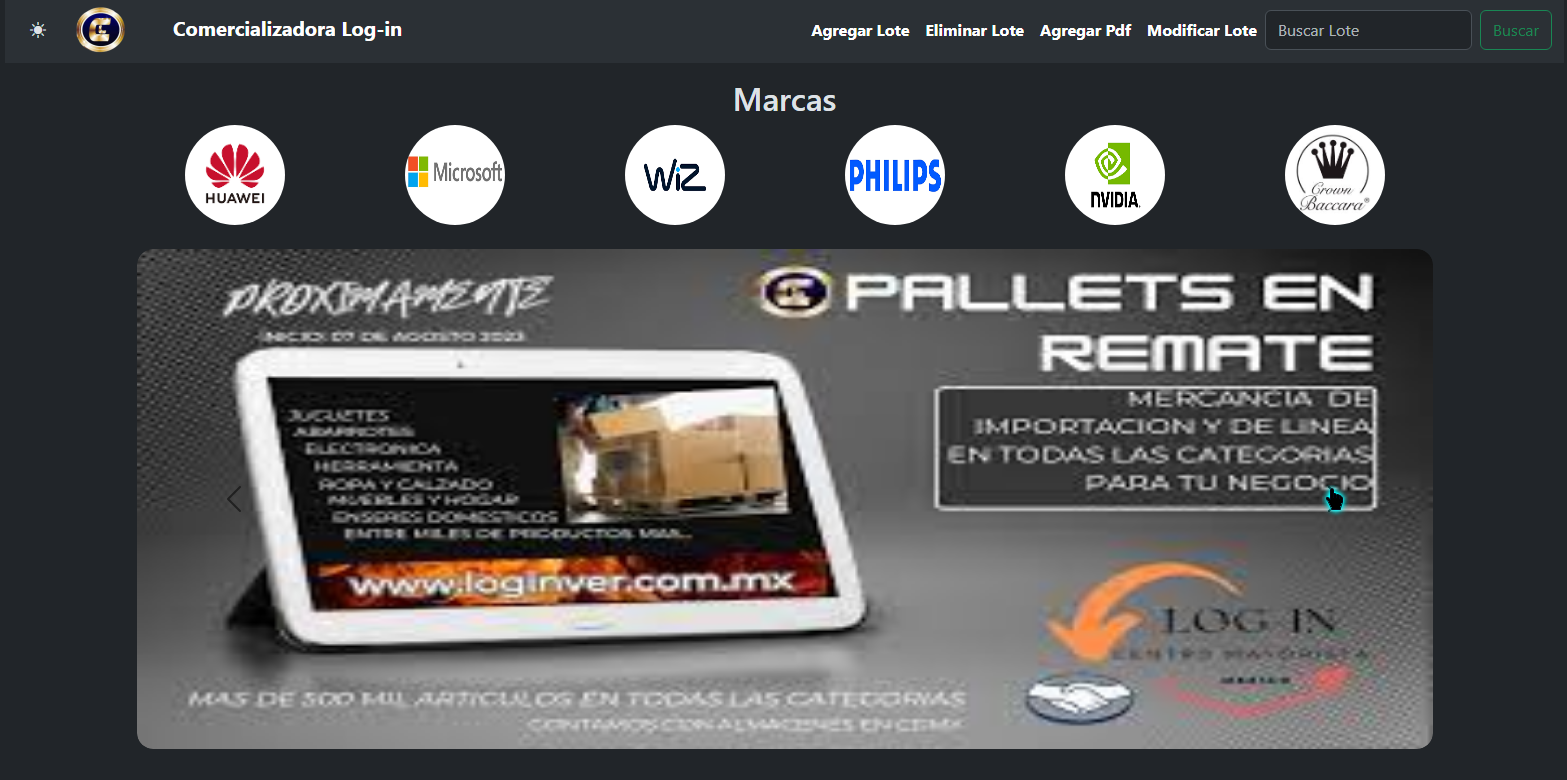 Comercializadora Log-in
Agregar Lote Eliminar Lote Agregar Pdf Modificar Lote Buscar Lote Buscar
Marcas
HUAWEI
Microsoft
WiZ
PHILIPS
NVIDIA.
Crown
Baccara®
PROXIMAMENTE
INICIO: 07 DE AGOSTO 2023
PALLETS EN
REMATE
MERCANCIA DE
IMPORTACION Y DE LINEA
EN TODAS LAS CATEGORIAS
PARA TU NEGOCIO
JUGUETES
ABARROTES
ELECTRONICA
HERRAMIENTA
ROPA Y CALZADO
MUEBLES Y HOGAR
ENSERES DOMESTICOS
ENTRE MILES DE PRODUCTOS MAS...
www.loginver.com.mx
LOG IN
CENTRO MAYORISTA
MEXICO
MAS DE 500 MIL ARTICULOS EN TODAS LAS CATEGORIAS
CONTAMOS CON ALMACENES EN CDMX